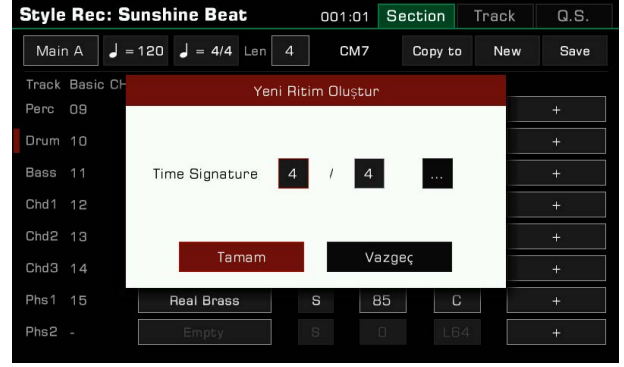 Style Rec: Sunshine Beat 001:01 Section Track Q.S.
Main A ♩=120 ♩= 4/4 Len 4 CM7 Copy to New Save
Track Basic CH
Yeni Ritim Oluştur
Perc 09 +
Drum 10 +
Bass 11 Time Signature 4 / 4 ... +
Chd1 12 +
Chd2 13 +
Chd3 14 Tamam Vazgeç +
Phs1 15 Real Brass S 85 C +
Phs2 - Empty S 0 L64 +